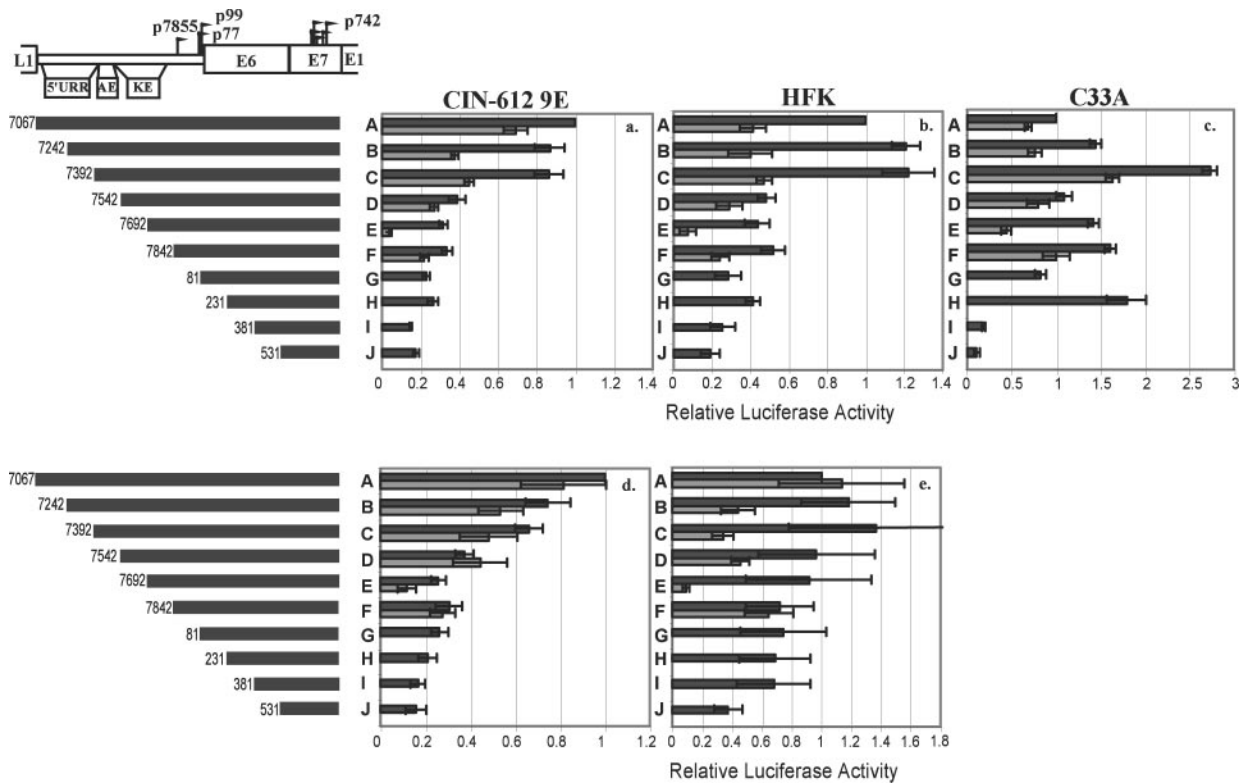 p99
p7855
p77
p742
L1
E6
E7
E1
5'URR
AE
KE
CIN-612 9E
HFK
C33A
7067
7242
7392
7542
7692
7842
81
231
381
531
A
B
C
D
E
F
G
H
I
J
a.
0 0.2 0.4 0.6 0.8 1 1.2 1.4
A
B
C
D
E
F
G
H
I
J
b.
0 0.2 0.4 0.6 0.8 1 1.2 1.4
A
B
C
D
E
F
G
H
I
J
c.
0 0.5 1 1.5 2 2.5 3
Relative Luciferase Activity
7067
7242
7392
7542
7692
7842
81
231
381
531
A
B
C
D
E
F
G
H
I
J
d.
0 0.2 0.4 0.6 0.8 1 1.2
A
B
C
D
E
F
G
H
I
J
e.
0 0.2 0.4 0.6 0.8 1 1.2 1.4 1.6 1.8
Relative Luciferase Activity